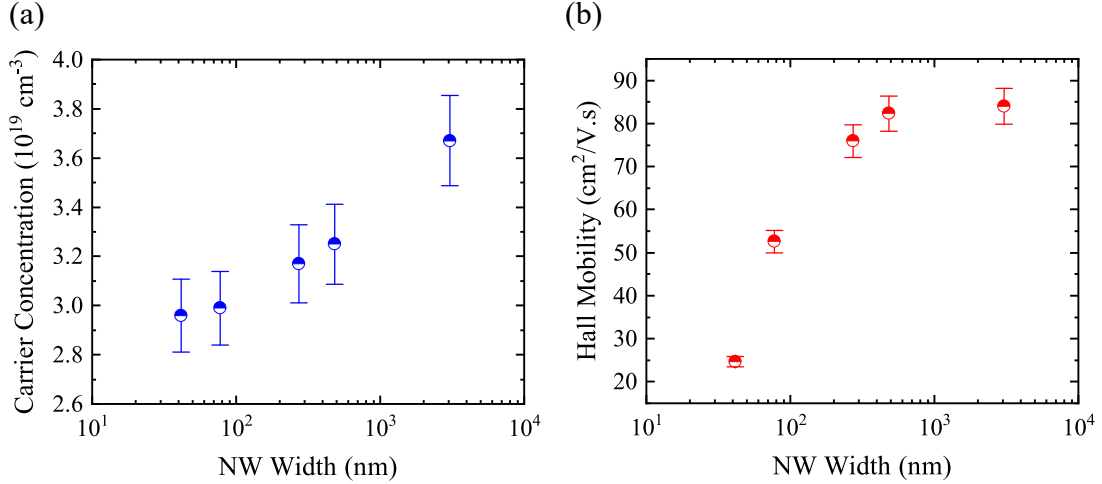 (a)
Carrier Concentration (10¹⁹ cm⁻³)
4.0
3.8
3.6
3.4
3.2
3.0
2.8
2.6
10¹ 10² 10³ 10⁴
NW Width (nm)
(b)
Hall Mobility (cm²/V.s)
90
80
70
60
50
40
30
20
10¹ 10² 10³ 10⁴
NW Width (nm)